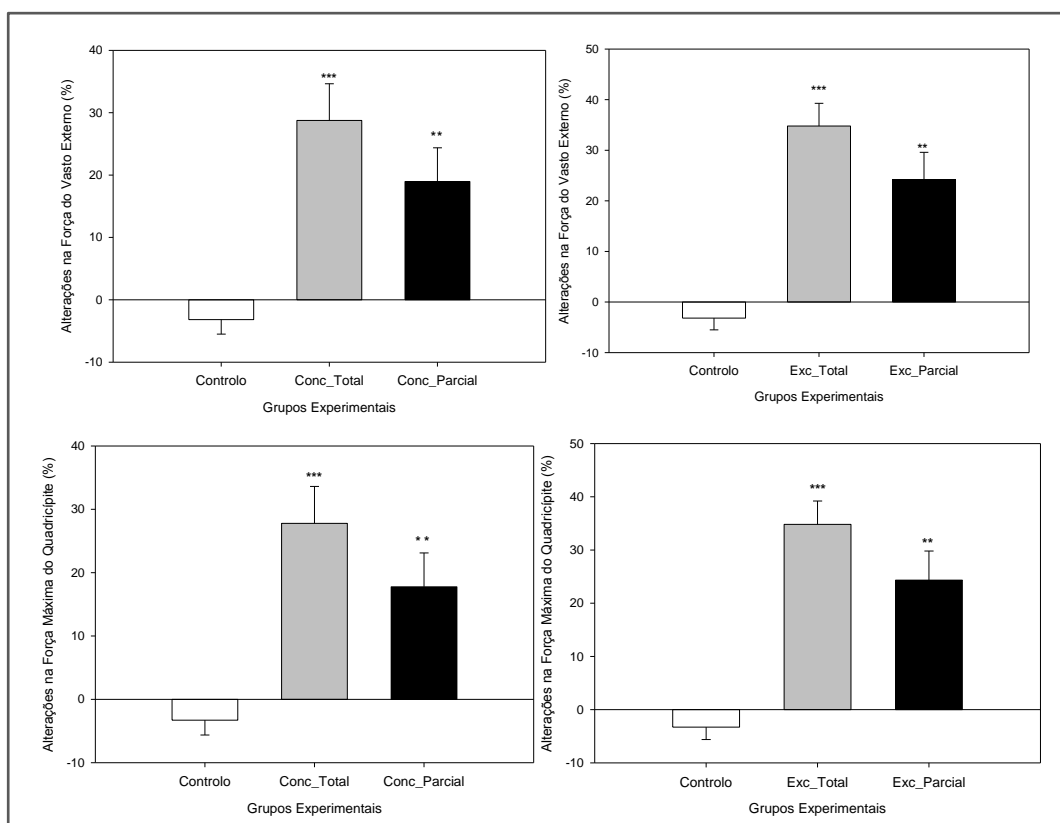 Alterações na Força do Vasto Externo (%)
40
30
20
10
0
-10
***
**
Controlo Conc_Total Conc_Parcial
Grupos Experimentais
Alterações na Força do Vasto Externo (%)
50
40
30
20
10
0
-10
***
**
Controlo Exc_Total Exc_Parcial
Grupos Experimentais
Alterações na Força Máxima do Quadricípite (%)
40
30
20
10
0
-10
***
* *
Controlo Conc_Total Conc_Parcial
Grupos Experimentais
Alterações na Força Máxima do Quadricípite (%)
50
40
30
20
10
0
-10
***
**
Controlo Exc_Total Exc_Parcial
Grupos Experimentais